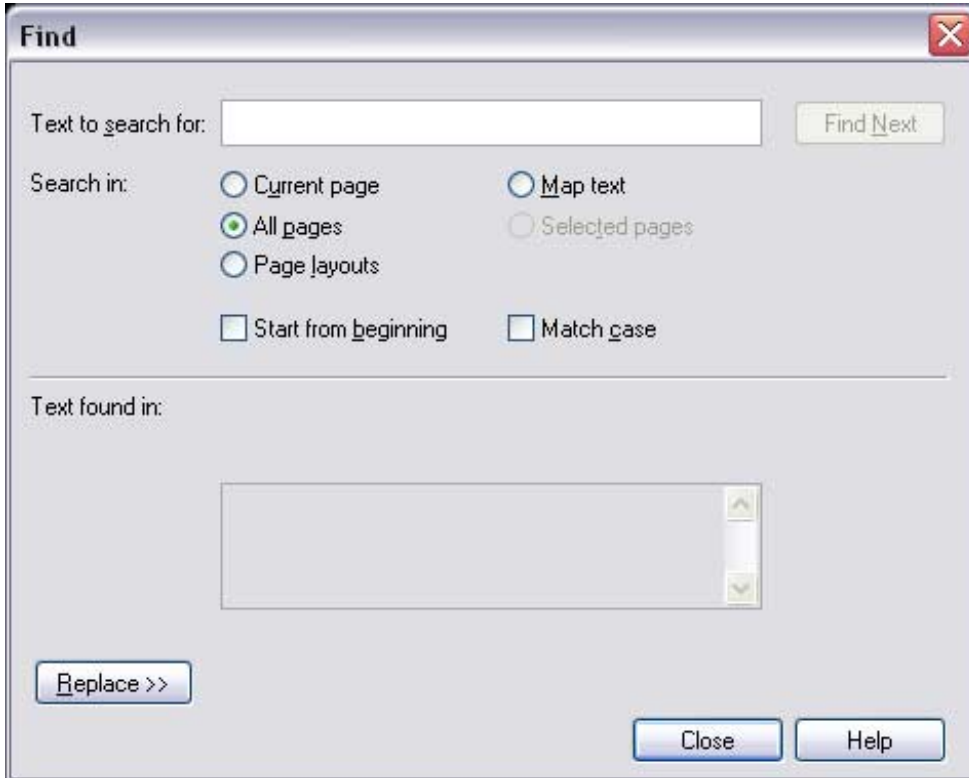 Find
Text to search for: Find Next
Search in: Current page Map text
All pages Selected pages
Page layouts
Start from beginning Match case
Text found in:
Replace >>
Close Help